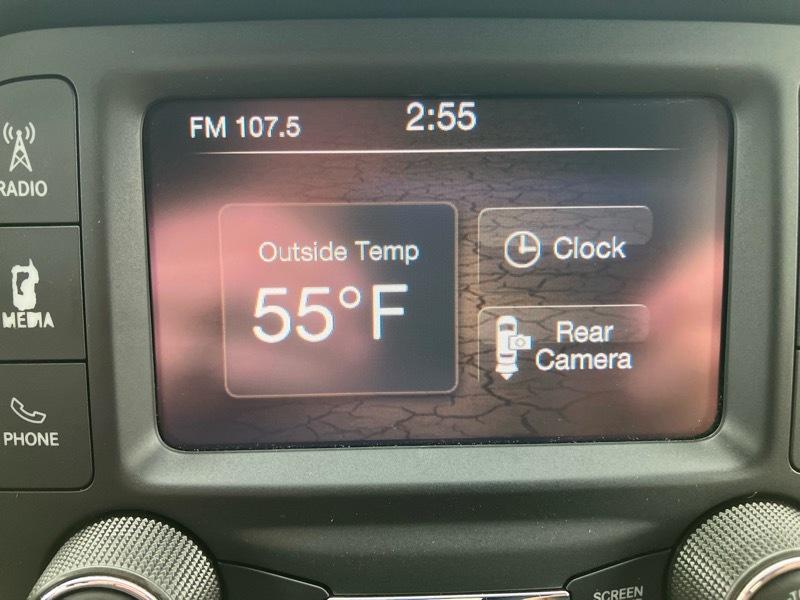 FM 107.5
2:55
RADIO
Outside Temp
55°F
Clock
MEDIA
Rear
Camera
PHONE
SCREEN